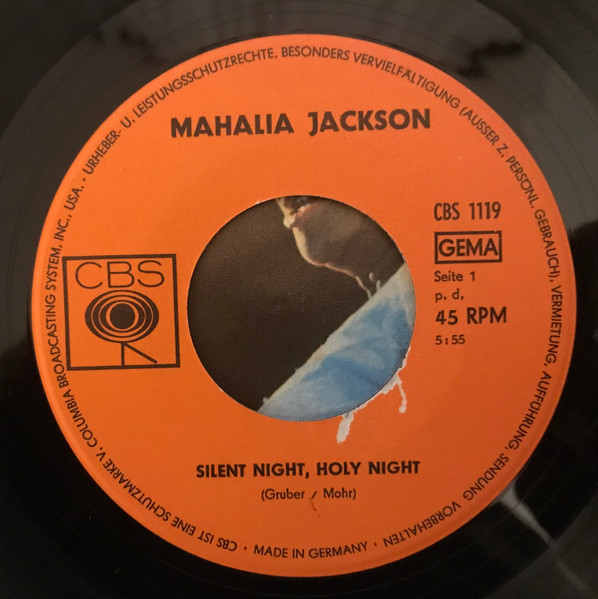 MAHALIA JACKSON
CBS 1119
GEMA
Seite 1
p. d.
45 RPM
5:55
CBS
SILENT NIGHT, HOLY NIGHT
(Gruber / Mohr)
CBS IST EINE SCHUTZMARKE V. COLUMBIA BROADCASTING SYSTEM, INC., USA. · URHEBER- U. LEISTUNGSSCHUTZRECHTE, BESONDERS VERVIELFÄLTIGUNG (AUSSER Z. PERSÖNL. GEBRAUCH), VERMIETUNG, AUFFÜHRUNG, SENDUNG VORBEHALTEN · MADE IN GERMANY ·